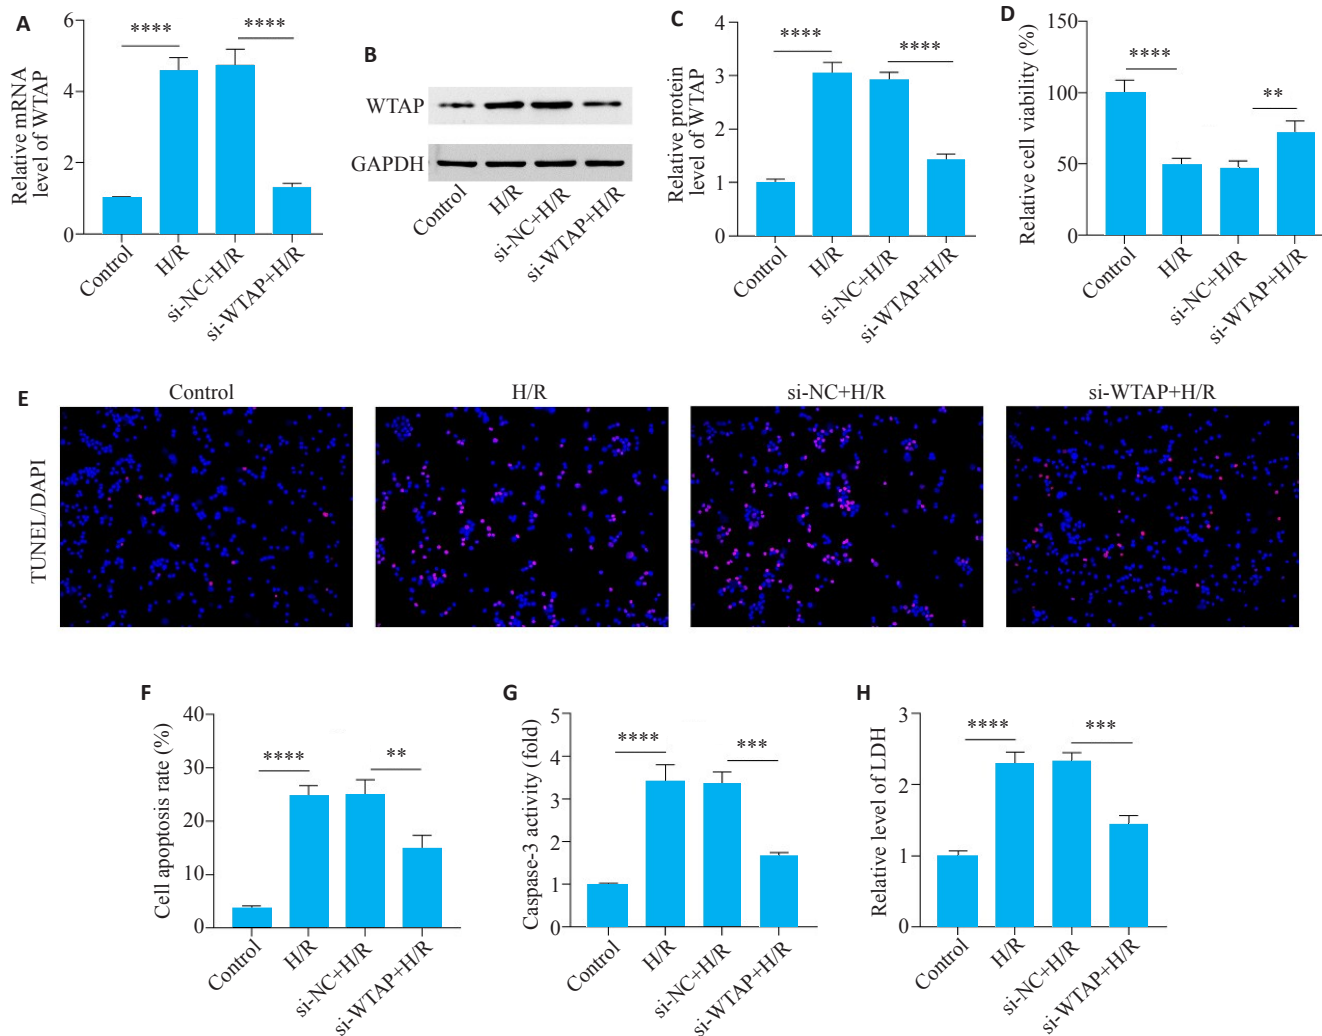 A
Relative mRNA
level of WTAP
6
4
2
0
****
****
Control
H/R
si-NC+H/R
si-WTAP+H/R
B
WTAP
GAPDH
Control
H/R
si-NC+H/R
si-WTAP+H/R
C
Relative protein
level of WTAP
4
3
2
1
0
****
****
Control
H/R
si-NC+H/R
si-WTAP+H/R
D
Relative cell viability (%)
150
100
50
0
****
**
Control
H/R
si-NC+H/R
si-WTAP+H/R
E
Control
H/R
si-NC+H/R
si-WTAP+H/R
TUNEL/DAPI
F
Cell apoptosis rate (%)
40
30
20
10
0
****
**
Control
H/R
si-NC+H/R
si-WTAP+H/R
G
Caspase-3 activity (fold)
5
4
3
2
1
0
****
***
Control
H/R
si-NC+H/R
si-WTAP+H/R
H
Relative level of LDH
3
2
1
0
****
***
Control
H/R
si-NC+H/R
si-WTAP+H/R